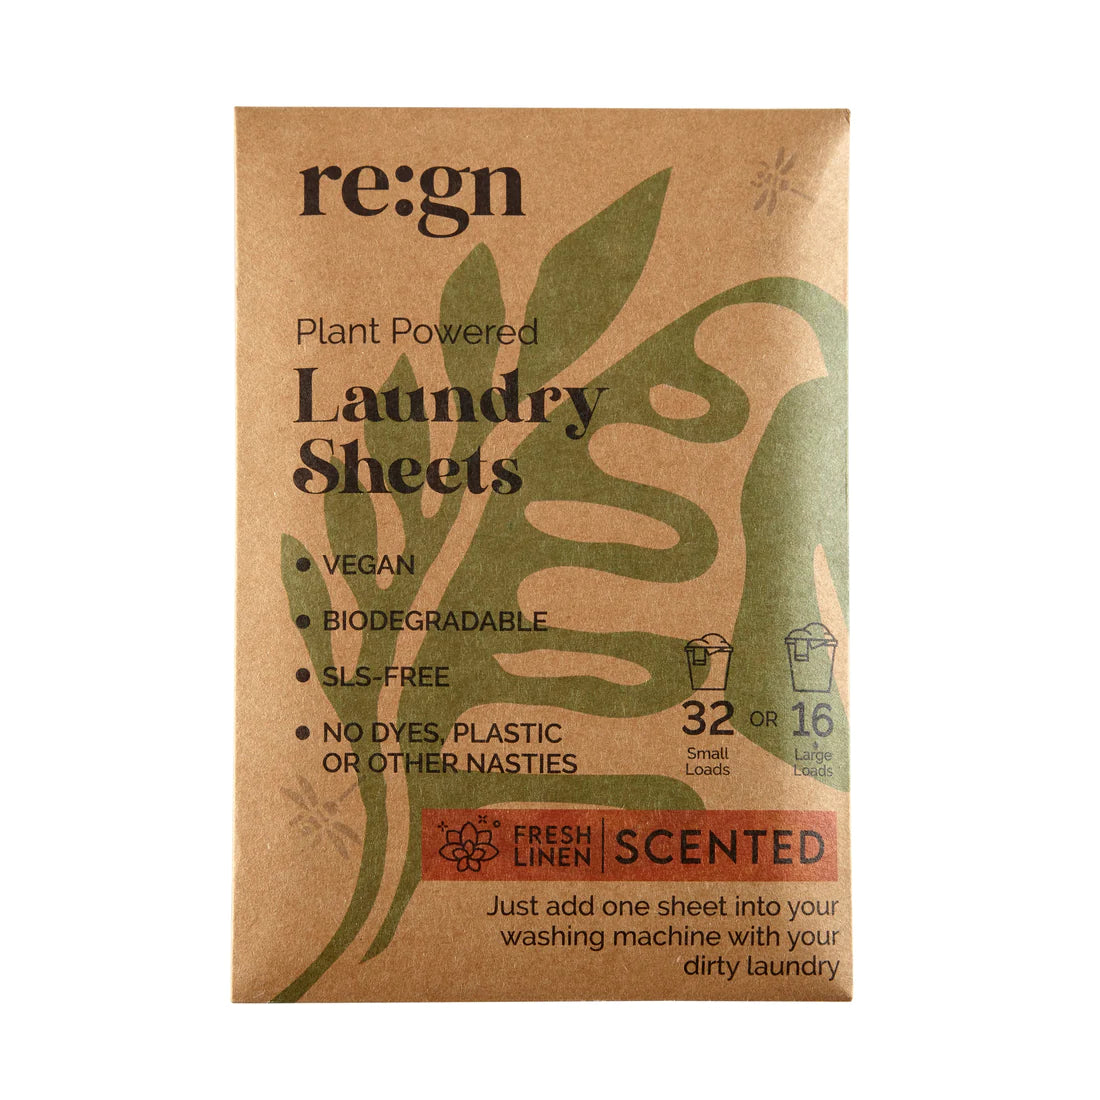 re:gn
Plant Powered
Laundry
Sheets
• VEGAN
• BIODEGRADABLE
• SLS-FREE
• NO DYES, PLASTIC
OR OTHER NASTIES
32 OR 16
Small Large
Loads Loads
FRESH
LINEN
SCENTED
Just add one sheet into your
washing machine with your
dirty laundry